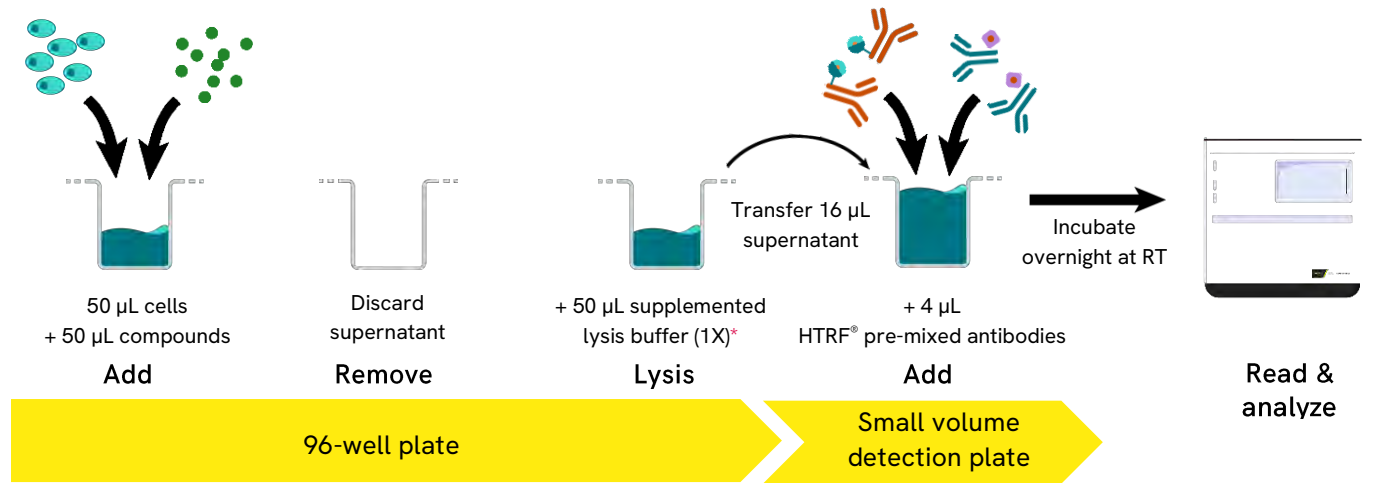 50 µL cells
+ 50 µL compounds
Add
Discard
supernatant
Remove
+ 50 µL supplemented
lysis buffer (1X)*
Lysis
Transfer 16 µL
supernatant
+ 4 µL
HTRF® pre-mixed antibodies
Add
Incubate
overnight at RT
Read &
analyze
96-well plate
Small volume
detection plate